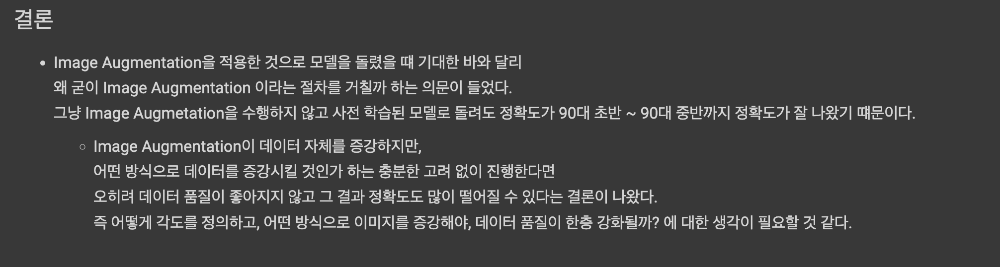 결론
• Image Augmentation을 적용한 것으로 모델을 돌렸을 떄 기대한 바와 달리
왜 굳이 Image Augmentation 이라는 절차를 거칠까 하는 의문이 들었다.
그냥 Image Augmetation을 수행하지 않고 사전 학습된 모델로 돌려도 정확도가 90대 초반 ~ 90대 중반까지 정확도가 잘 나왔기 떄문이다.
◦ Image Augmentation이 데이터 자체를 증강하지만,
어떤 방식으로 데이터를 증강시킬 것인가 하는 충분한 고려 없이 진행한다면
오히려 데이터 품질이 좋아지지 않고 그 결과 정확도도 많이 떨어질 수 있다는 결론이 나왔다.
즉 어떻게 각도를 정의하고, 어떤 방식으로 이미지를 증강해야, 데이터 품질이 한층 강화될까? 에 대한 생각이 필요할 것 같다.